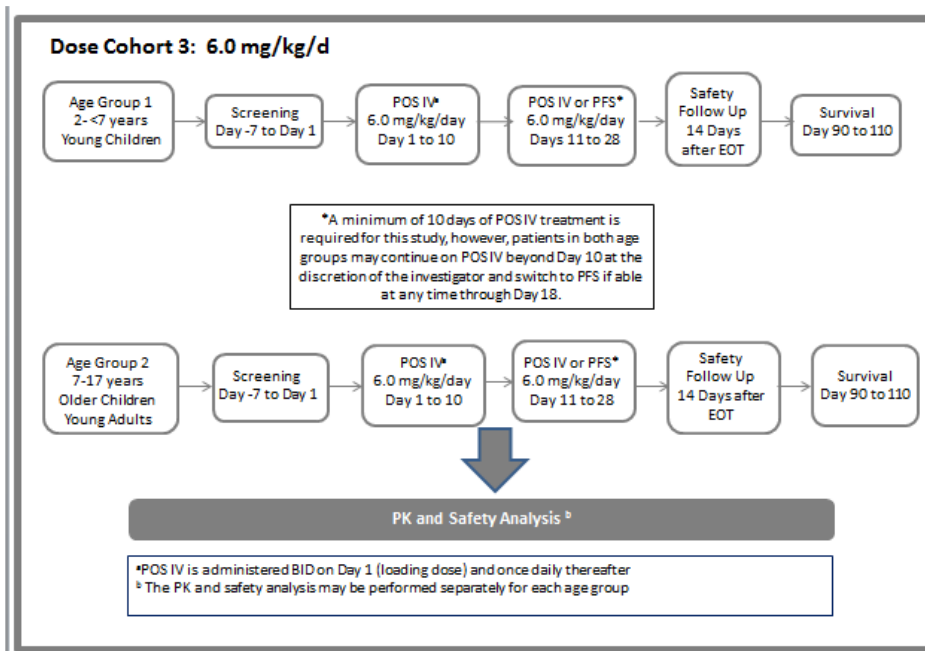 Dose Cohort 3: 6.0 mg/kg/d
Age Group 1
2- <7 years
Young Children
Screening
Day -7 to Day 1
POS IVª
6.0 mg/kg/day
Day 1 to 10
POS IV or PFS*
6.0 mg/kg/day
Days 11 to 28
Safety
Follow Up
14 Days
after EOT
Survival
Day 90 to 110
*A minimum of 10 days of POS IV treatment is
required for this study, however, patients in both age
groups may continue on POS IV beyond Day 10 at the
discretion of the investigator and switch to PFS if able
at any time through Day 18.
Age Group 2
7-17 years
Older Children
Young Adults
Screening
Day -7 to Day 1
POS IVª
6.0 mg/kg/day
Day 1 to 10
POS IV or PFS*
6.0 mg/kg/day
Day 11 to 28
Safety
Follow Up
14 Days after
EOT
Survival
Day 90 to 110
PK and Safety Analysis ᵇ
ªPOS IV is administered BID on Day 1 (loading dose) and once daily thereafter
ᵇ The PK and safety analysis may be performed separately for each age group